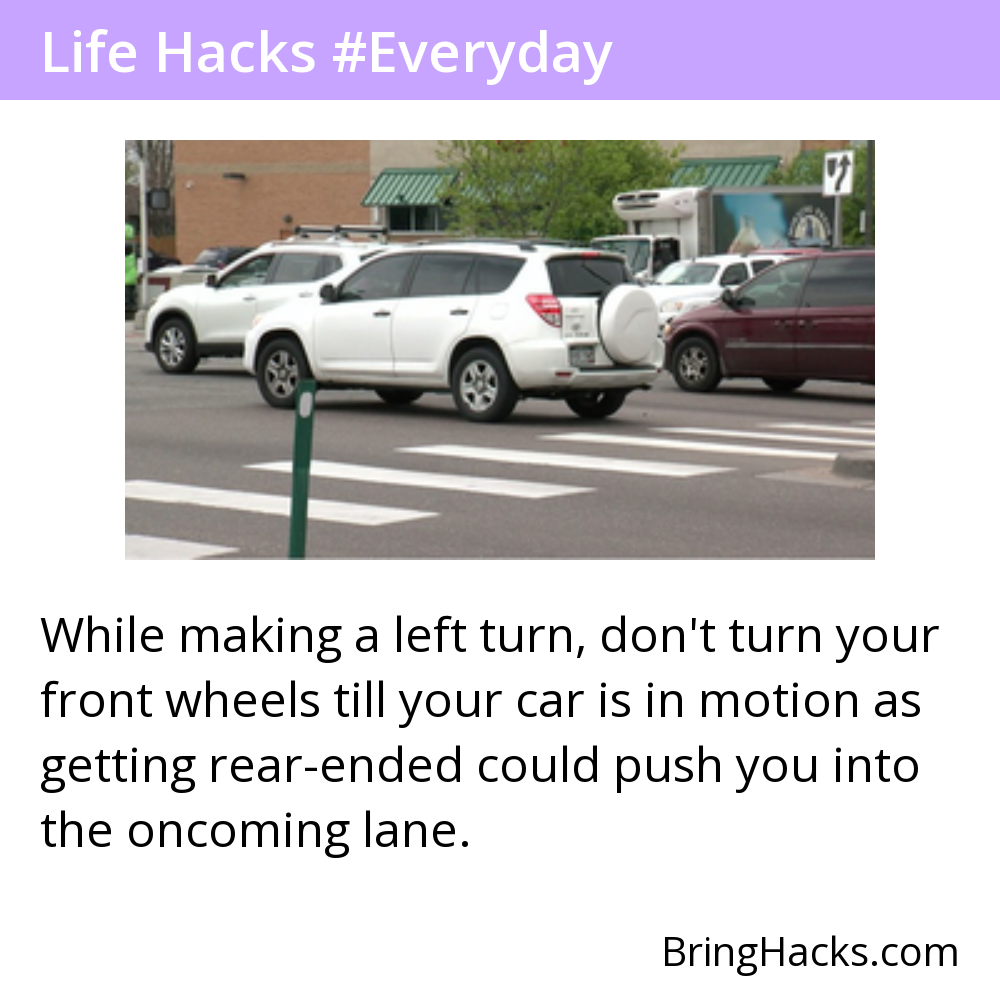 Life Hacks #Everyday
While making a left turn, don't turn your
front wheels till your car is in motion as
getting rear-ended could push you into
the oncoming lane.
BringHacks.com